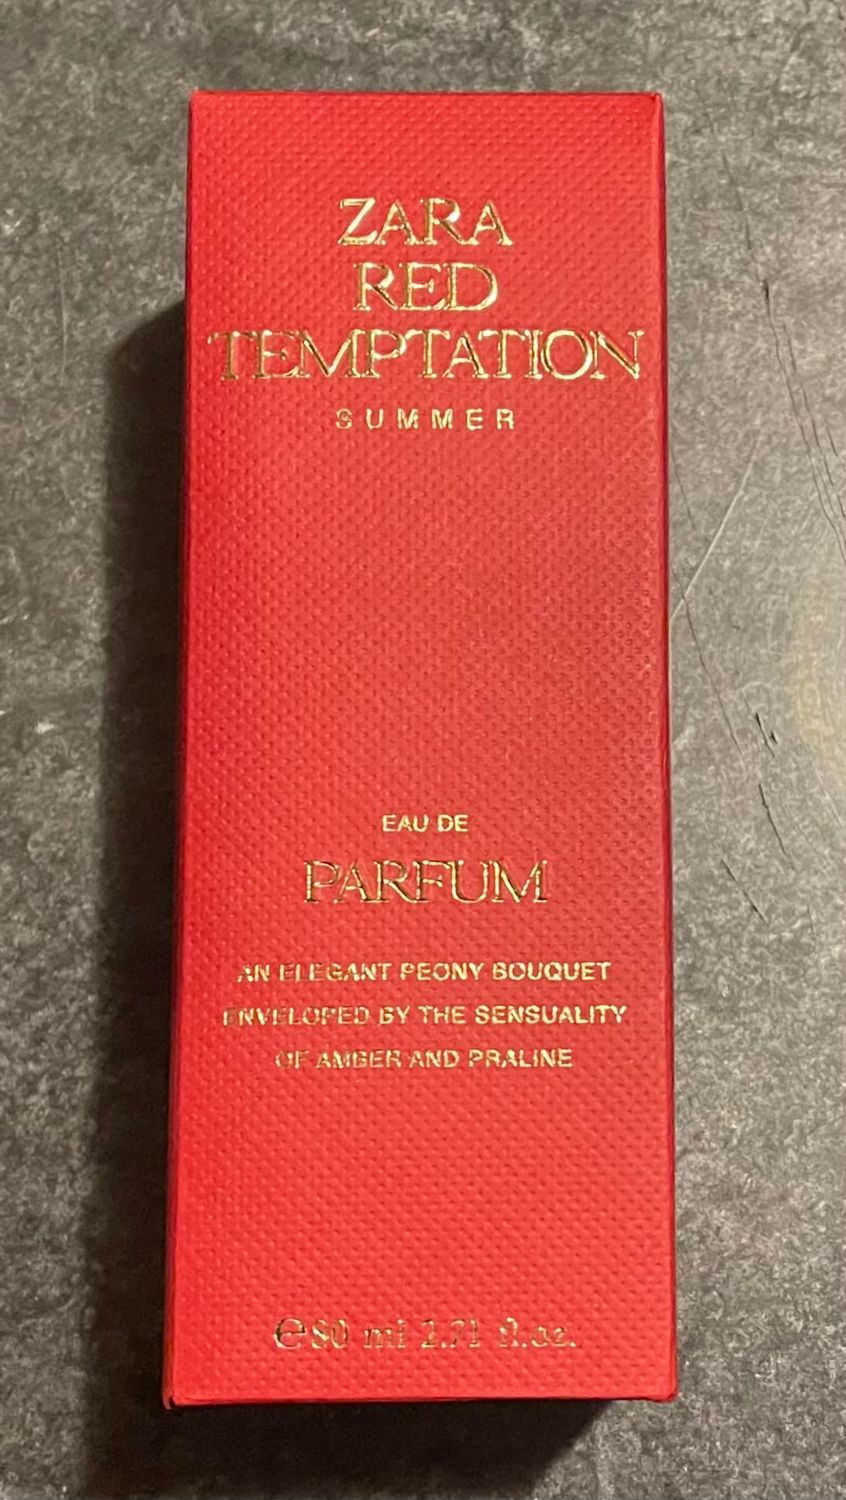 ZARA
RED
TEMPTATION
SUMMER
EAU DE
PARFUM
AN ELEGANT PEONY BOUQUET
ENVELOPED BY THE SENSUALITY
OF AMBER AND PRALINE
℮80 ml 2.71 fl.oz.